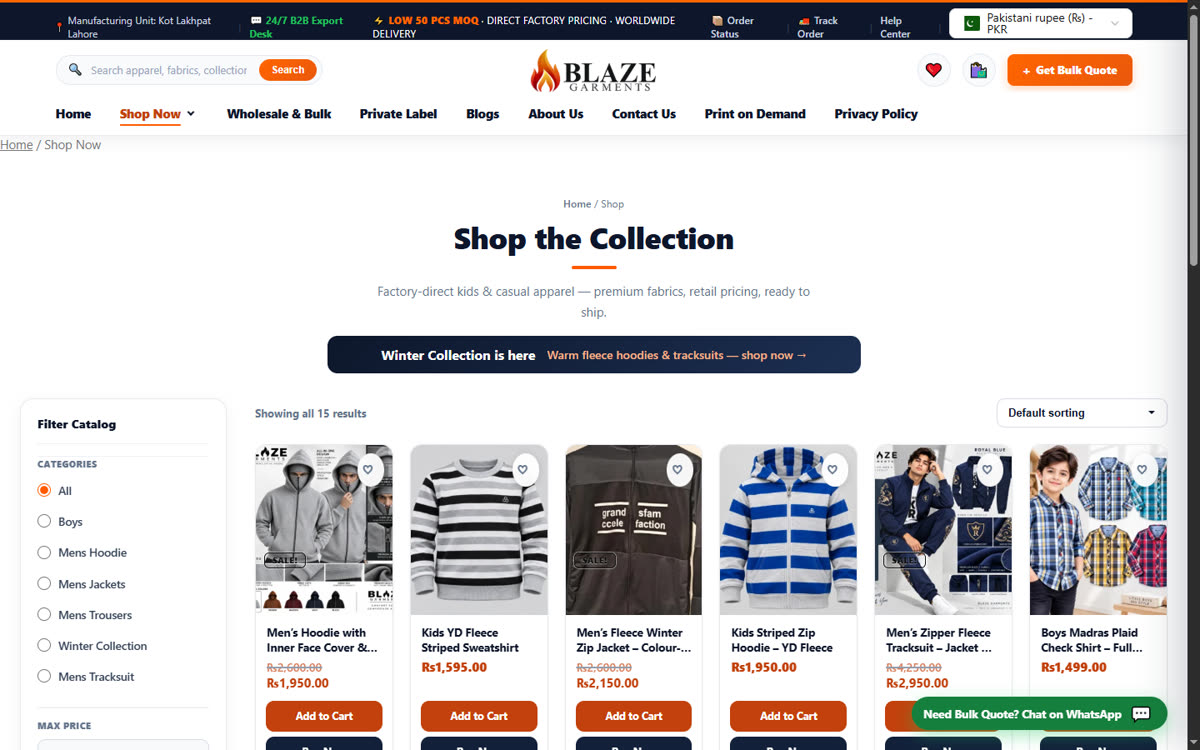 Manufacturing Unit: Kot Lakhpat
Lahore
24/7 B2B Export
Desk
LOW 50 PCS MOQ · DIRECT FACTORY PRICING · WORLDWIDE
DELIVERY
Order
Status
Track
Order
Help
Center
Pakistani rupee (₨) -
PKR
Search apparel, fabrics, collection
Search
BLAZE
GARMENTS
+ Get Bulk Quote
Home
Shop Now
Wholesale & Bulk
Private Label
Blogs
About Us
Contact Us
Print on Demand
Privacy Policy
Home / Shop Now
Home / Shop
Shop the Collection
Factory-direct kids & casual apparel — premium fabrics, retail pricing, ready to
ship.
Winter Collection is here Warm fleece hoodies & tracksuits — shop now →
Filter Catalog
CATEGORIES
All
Boys
Mens Hoodie
Mens Jackets
Mens Trousers
Winter Collection
Mens Tracksuit
MAX PRICE
Showing all 15 results
Default sorting
SALE!
Men's Hoodie with
Inner Face Cover &...
₨2,600.00
₨1,950.00
Add to Cart
Kids YD Fleece
Striped Sweatshirt
₨1,595.00
Add to Cart
grand sfam
ccele faction
SALE!
Men's Fleece Winter
Zip Jacket – Colour-...
₨2,600.00
₨2,150.00
Add to Cart
Kids Striped Zip
Hoodie – YD Fleece
₨1,950.00
Add to Cart
ROYAL BLUE
SALE!
Men's Zipper Fleece
Tracksuit – Jacket ...
₨4,250.00
₨2,950.00
Boys Madras Plaid
Check Shirt – Full...
₨1,499.00
Need Bulk Quote? Chat on WhatsApp